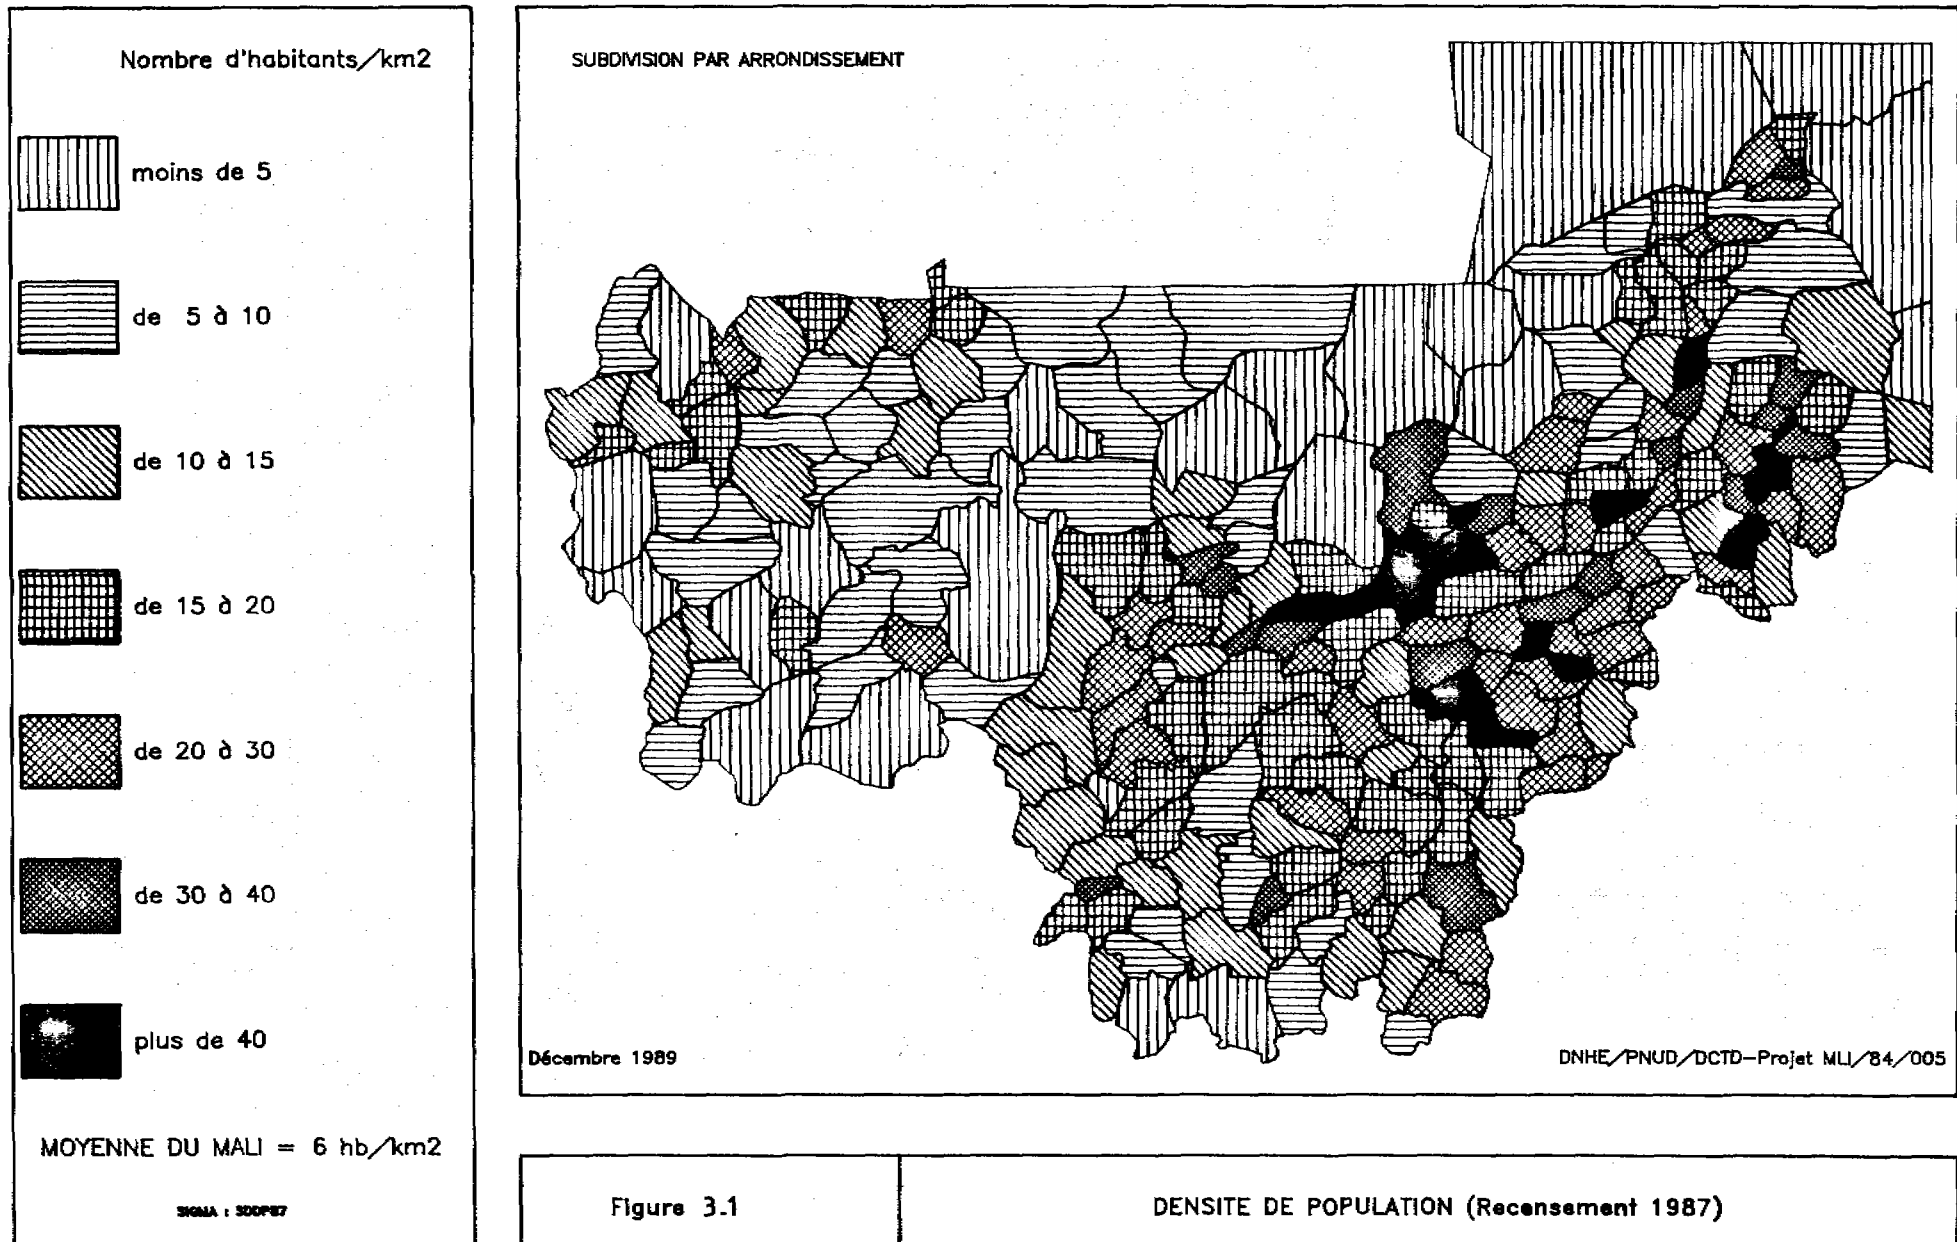 Nombre d'habitants/km2
moins de 5
de 5 à 10
de 10 à 15
de 15 à 20
de 20 à 30
de 30 à 40
plus de 40
MOYENNE DU MALI = 6 hb/km2
SIGMA : 3DDP87
SUBDIVISION PAR ARRONDISSEMENT
Décembre 1989
DNHE/PNUD/DCTD-Projet MLI/84/005
Figure 3.1
DENSITE DE POPULATION (Recensement 1987)